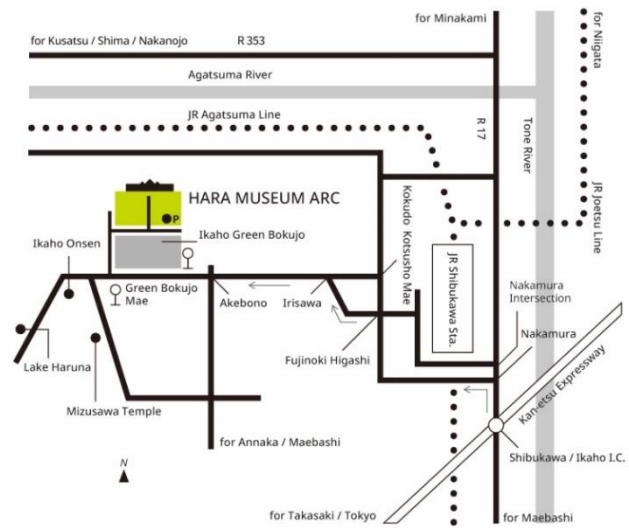 for Minakami
for Niigata
for Kusatsu / Shima / Nakanojo
R 353
Agatsuma River
JR Agatsuma Line
R 17
Tone River
HARA MUSEUM ARC
P
Kokudo Kotsusho Mae
JR Joetsu Line
Ikaho Green Bokujo
Ikaho Onsen
JR Shibukawa Sta.
Green Bokujo
Mae
Akebono
Irisawa
Nakamura
Intersection
Nakamura
Fujinoki Higashi
Lake Haruna
Kan-etsu Expressway
Mizusawa Temple
for Annaka / Maebashi
Shibukawa / Ikaho I.C.
N
for Takasaki / Tokyo
for Maebashi